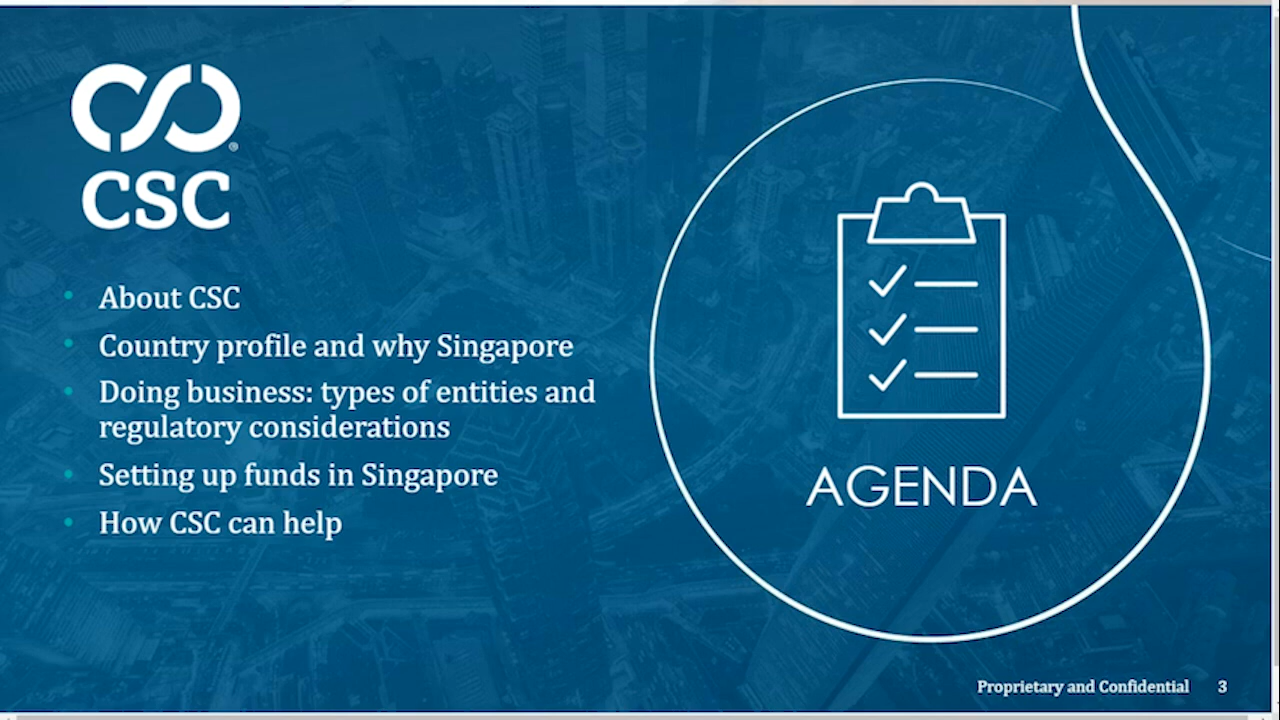 ®
CSC
About CSC
Country profile and why Singapore
Doing business: types of entities and
regulatory considerations
Setting up funds in Singapore
How CSC can help
AGENDA
Proprietary and Confidential 3